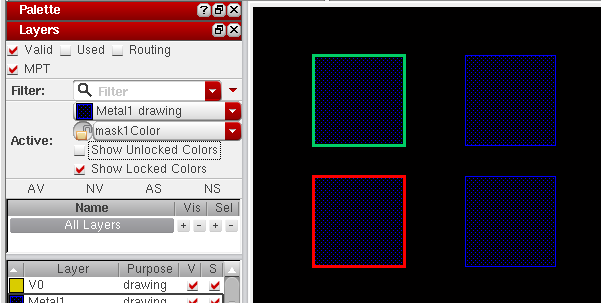 Palette
Layers
Valid Used Routing
MPT
Filter: Filter
Metal1 drawing
Active: mask1Color
Show Unlocked Colors
Show Locked Colors
AV NV AS NS
Name Vis Sel
All Layers + - + -
Layer Purpose V S
V0 drawing
Metal1 drawing